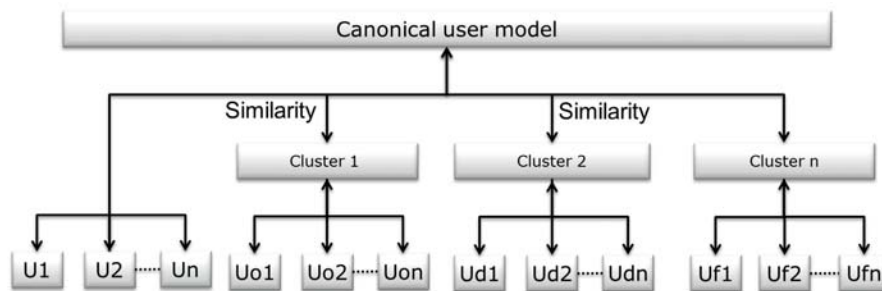 Canonical user model
Similarity Similarity
Cluster 1 Cluster 2 Cluster n
U1 U2 Un Uo1 Uo2 Uon Ud1 Ud2 Udn Uf1 Uf2 Ufn